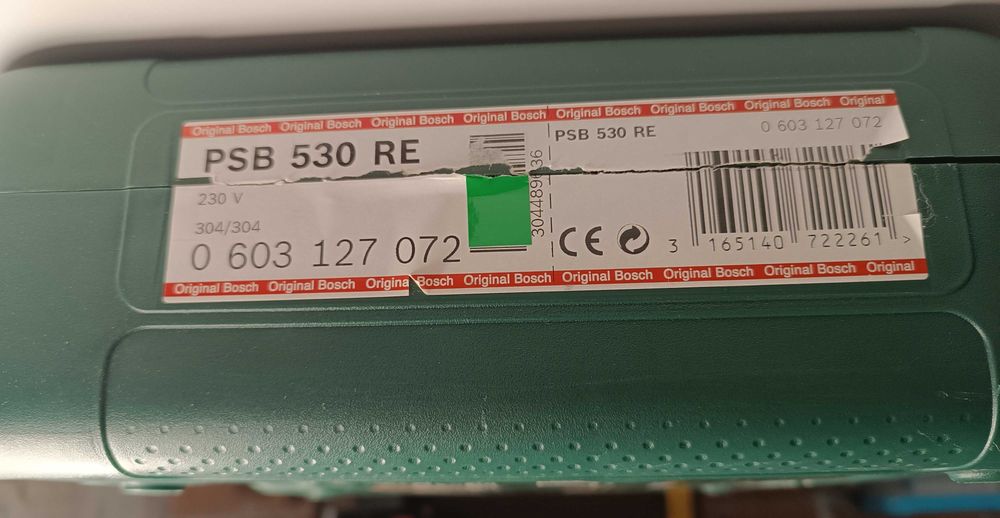 Original Bosch Original Bosch Original Bosch Original Bosch Original Bosch Original Bosch Original Bosch Original
PSB 530 RE
230 V
304/304
0 603 127 072
PSB 530 RE
0 603 127 072
CE
3 165140 722261 >
Original Bosch Original Bosch Original Bosch Original Bosch Original Bosch Original Bosch Original Bosch Original